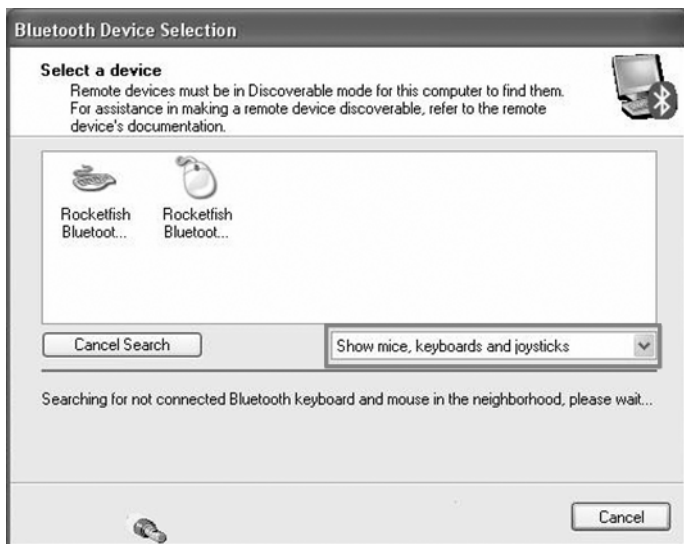 Bluetooth Device Selection
Select a device
Remote devices must be in Discoverable mode for this computer to find them.
For assistance in making a remote device discoverable, refer to the remote
device's documentation.
Rocketfish Rocketfish
Bluetoot... Bluetoot...
Cancel Search
Show mice, keyboards and joysticks
Searching for not connected Bluetooth keyboard and mouse in the neighborhood, please wait...
Cancel